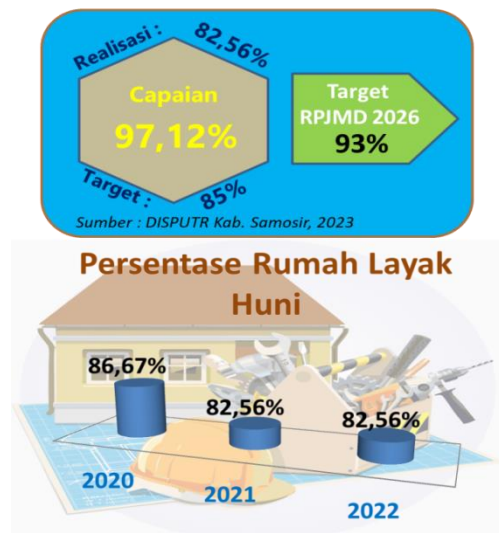 Realisasi :
82,56%
Capaian
97,12%
Target :
85%
Target
RPJMD 2026
93%
Sumber : DISPUTR Kab. Samosir, 2023
Persentase Rumah Layak
Huni
86,67%
82,56%
82,56%
2020
2021
2022